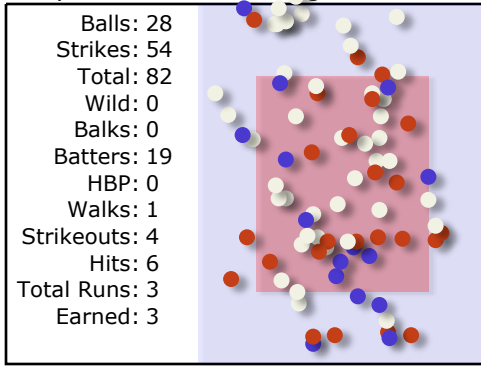 Balls: 28
Strikes: 54
Total: 82
Wild: 0
Balks: 0
Batters: 19
HBP: 0
Walks: 1
Strikeouts: 4
Hits: 6
Total Runs: 3
Earned: 3